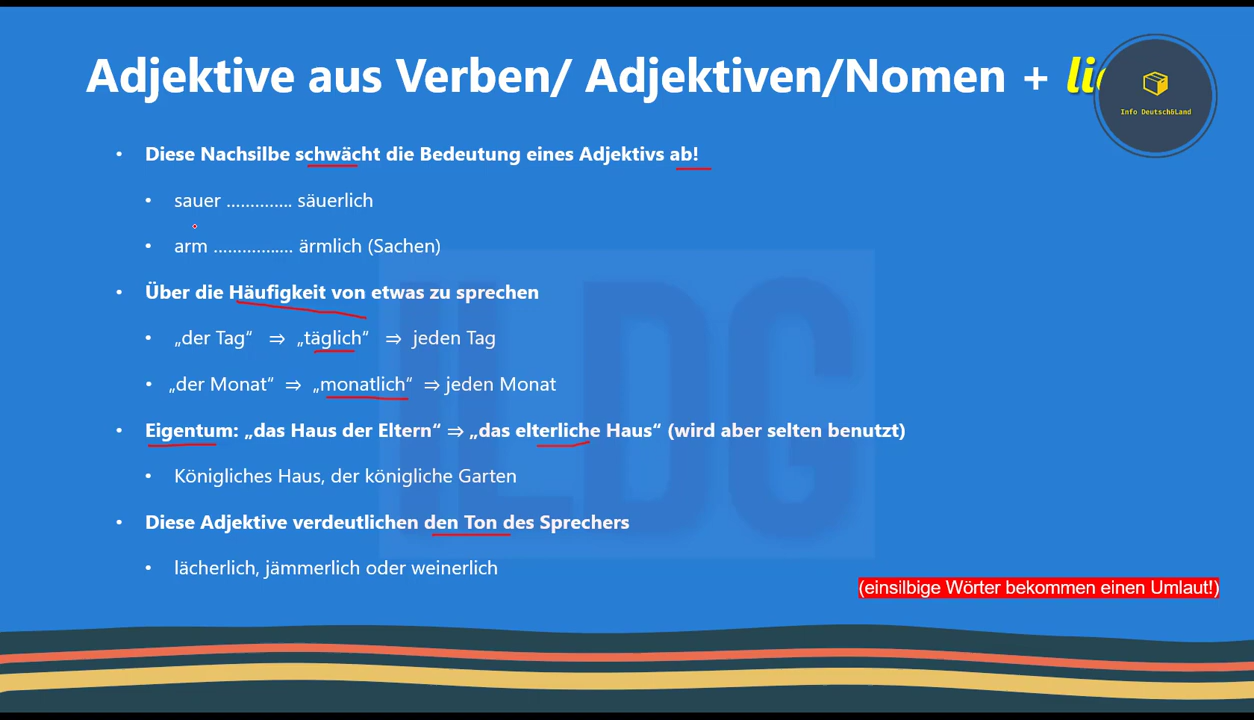 Adjektive aus Verben/ Adjektiven/Nomen +
Info Deutsch&Land
• Diese Nachsilbe schwächt die Bedeutung eines Adjektivs ab!
• sauer .............. säuerlich
• arm ................. ärmlich (Sachen)
• Über die Häufigkeit von etwas zu sprechen
• „der Tag“ ⇒ „täglich“ ⇒ jeden Tag
• „der Monat“ ⇒ „monatlich“ ⇒ jeden Monat
• Eigentum: „das Haus der Eltern“ ⇒ „das elterliche Haus“ (wird aber selten benutzt)
• Königliches Haus, der königliche Garten
• Diese Adjektive verdeutlichen den Ton des Sprechers
• lächerlich, jämmerlich oder weinerlich
(einsilbige Wörter bekommen einen Umlaut!)
ILDG